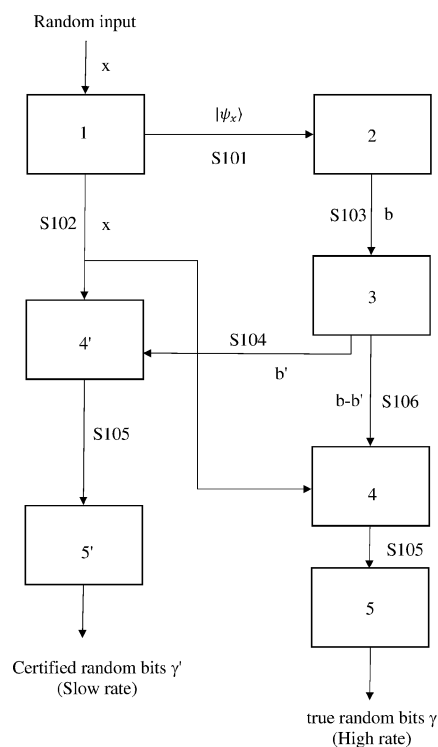 Random input
x
1
|ψₓ⟩
S101
2
S102
x
S103
b
3
4'
S104
b'
b-b'
S106
S105
4
5'
S105
5
Certified random bits γ'
(Slow rate)
true random bits γ
(High rate)